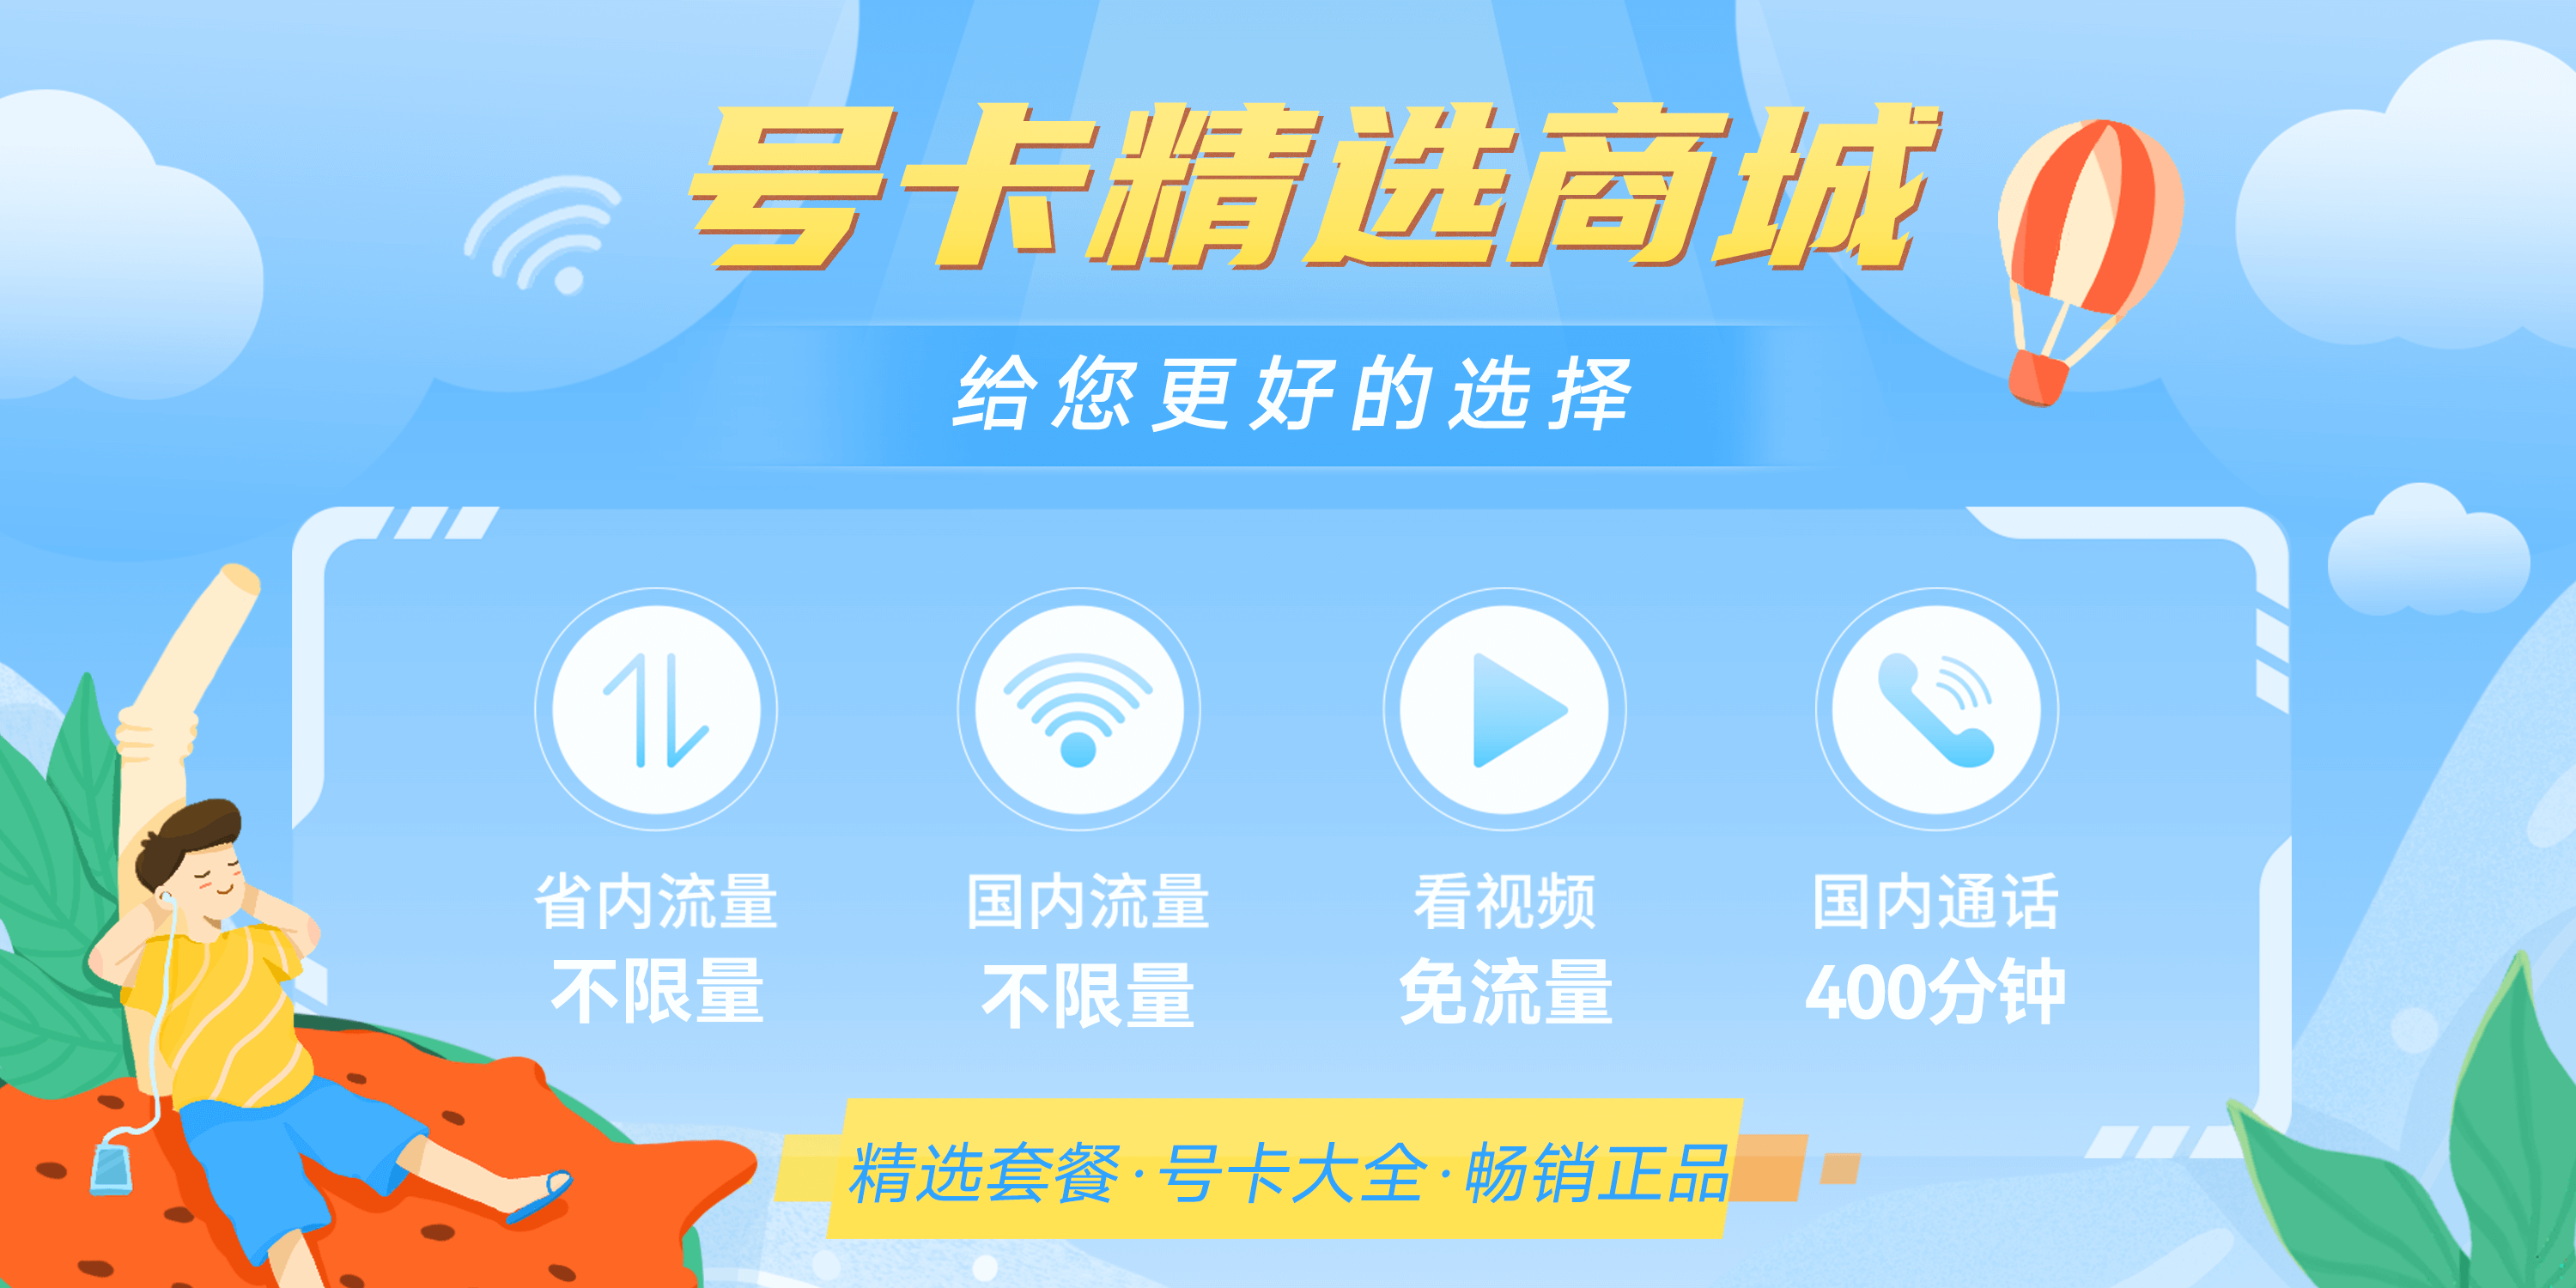 号卡精选商城
给您更好的选择
省内流量
不限量
国内流量
不限量
看视频
免流量
国内通话
400分钟
精选套餐·号卡大全·畅销正品